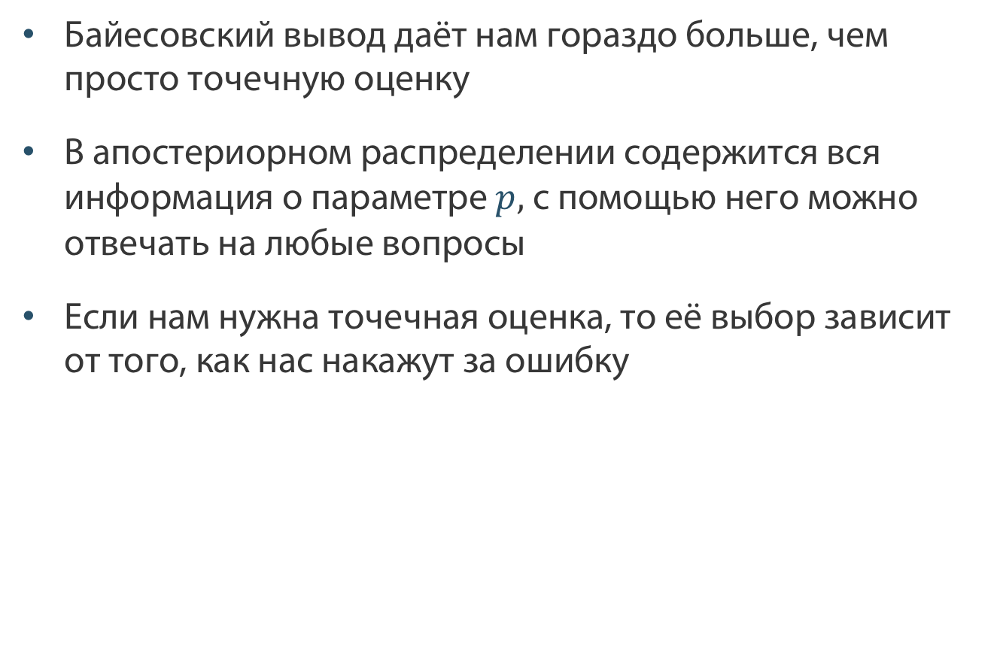 • Байесовский вывод даёт нам гораздо больше, чем
просто точечную оценку
• В апостериорном распределении содержится вся
информация о параметре p, с помощью него можно
отвечать на любые вопросы
• Если нам нужна точечная оценка, то её выбор зависит
от того, как нас накажут за ошибку